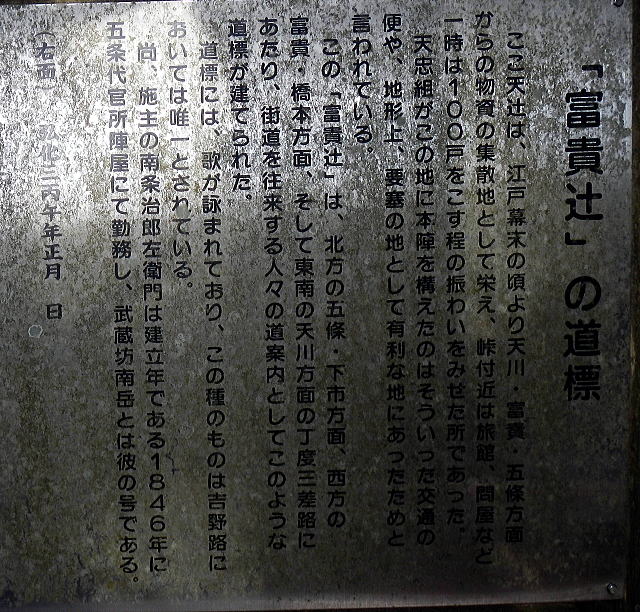 「富貴辻」の道標
ここ天辻は、江戸幕末の頃より天川・富貴・五條方面
からの物資の集散地として栄え、峠付近は旅館、問屋など
一時は100戸をこす程の振わいをみせた所であった。
天忠組がこの地に本陣を構えたのはそういった交通の
便や、地形上、要塞の地として有利な地にあったためと
言われている。
この「富貴辻」は、北方の五條・下市方面、西方の
富貴・橋本方面、そして東南の天川方面の丁度三差路に
あたり、街道を往来する人々の道案内としてこのような
道標が建てられた。
道標には、歌が詠まれており、この種のものは吉野路に
おいては唯一とされている。
尚、施主の南条治郎左衛門は建立年である1846年に
五条代官所陣屋にて勤務し、武蔵坊南岳とは彼の号である。
(右面) 弘化三丙午年正月 日